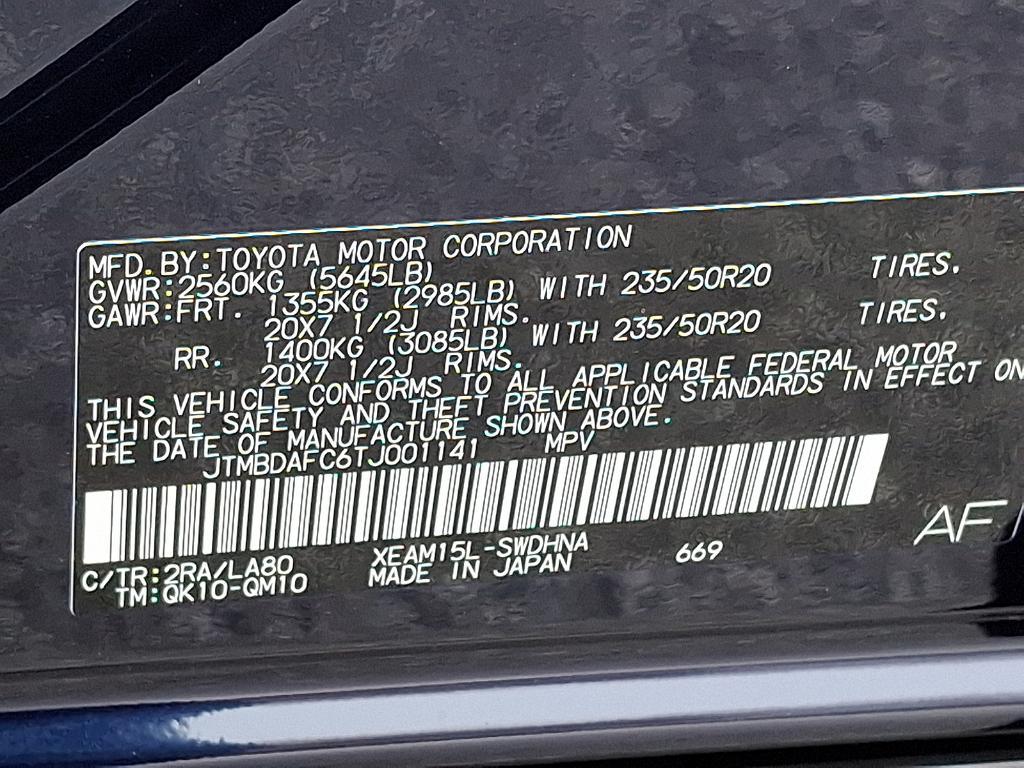 MFD. BY:TOYOTA MOTOR CORPORATION
GVWR:2560KG (5645LB)
GAWR:FRT. 1355KG (2985LB) WITH 235/50R20 TIRES.
20X7 1/2J RIMS.
RR. 1400KG (3085LB) WITH 235/50R20 TIRES.
20X7 1/2J RIMS.
THIS VEHICLE CONFORMS TO ALL APPLICABLE FEDERAL MOTOR
VEHICLE SAFETY AND THEFT PREVENTION STANDARDS IN EFFECT ON
THE DATE OF MANUFACTURE SHOWN ABOVE.
JTMBDAFC6TJ001141 MPV
C/TR:2RA/LA80 XEAM15L-SWDHNA 669 AF
TM:QK10-QM10 MADE IN JAPAN